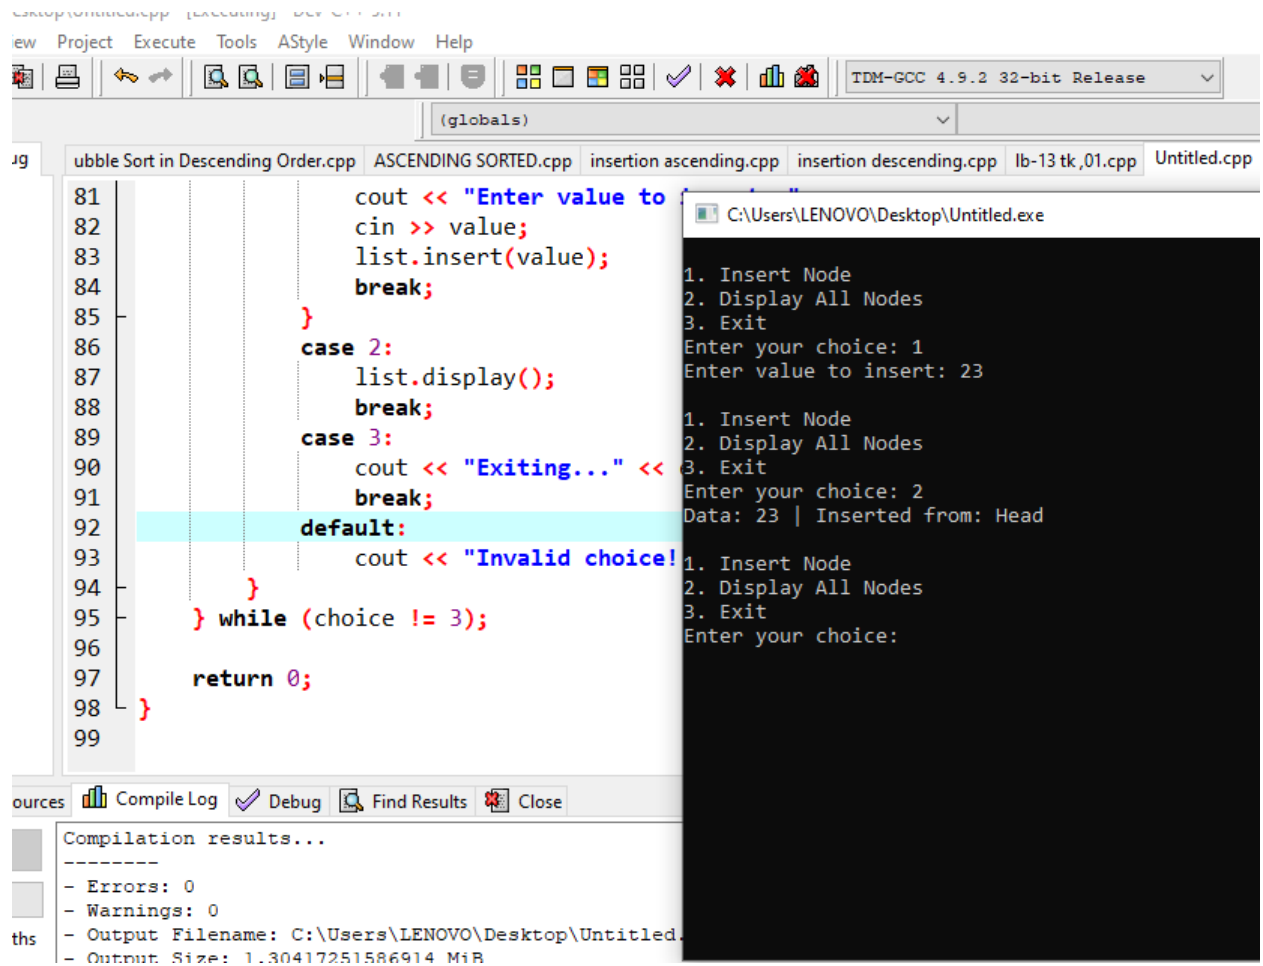 Project Execute Tools AStyle Window Help
TDM-GCC 4.9.2 32-bit Release
(globals)
ubble Sort in Descending Order.cpp ASCENDING SORTED.cpp insertion ascending.cpp insertion descending.cpp lb-13 tk ,01.cpp Untitled.cpp
81 cout << "Enter value to
82 cin >> value;
83 list.insert(value);
84 break;
85 }
86 case 2:
87 list.display();
88 break;
89 case 3:
90 cout << "Exiting..." <<
91 break;
92 default:
93 cout << "Invalid choice!
94 }
95 } while (choice != 3);
96
97 return 0;
98 }
99
C:\Users\LENOVO\Desktop\Untitled.exe
1. Insert Node
2. Display All Nodes
3. Exit
Enter your choice: 1
Enter value to insert: 23
1. Insert Node
2. Display All Nodes
3. Exit
Enter your choice: 2
Data: 23 | Inserted from: Head
1. Insert Node
2. Display All Nodes
3. Exit
Enter your choice:
ources Compile Log Debug Find Results Close
Compilation results...
--------
- Errors: 0
- Warnings: 0
- Output Filename: C:\Users\LENOVO\Desktop\Untitled.
- Output Size: 1.30417251586914 MiB
ths